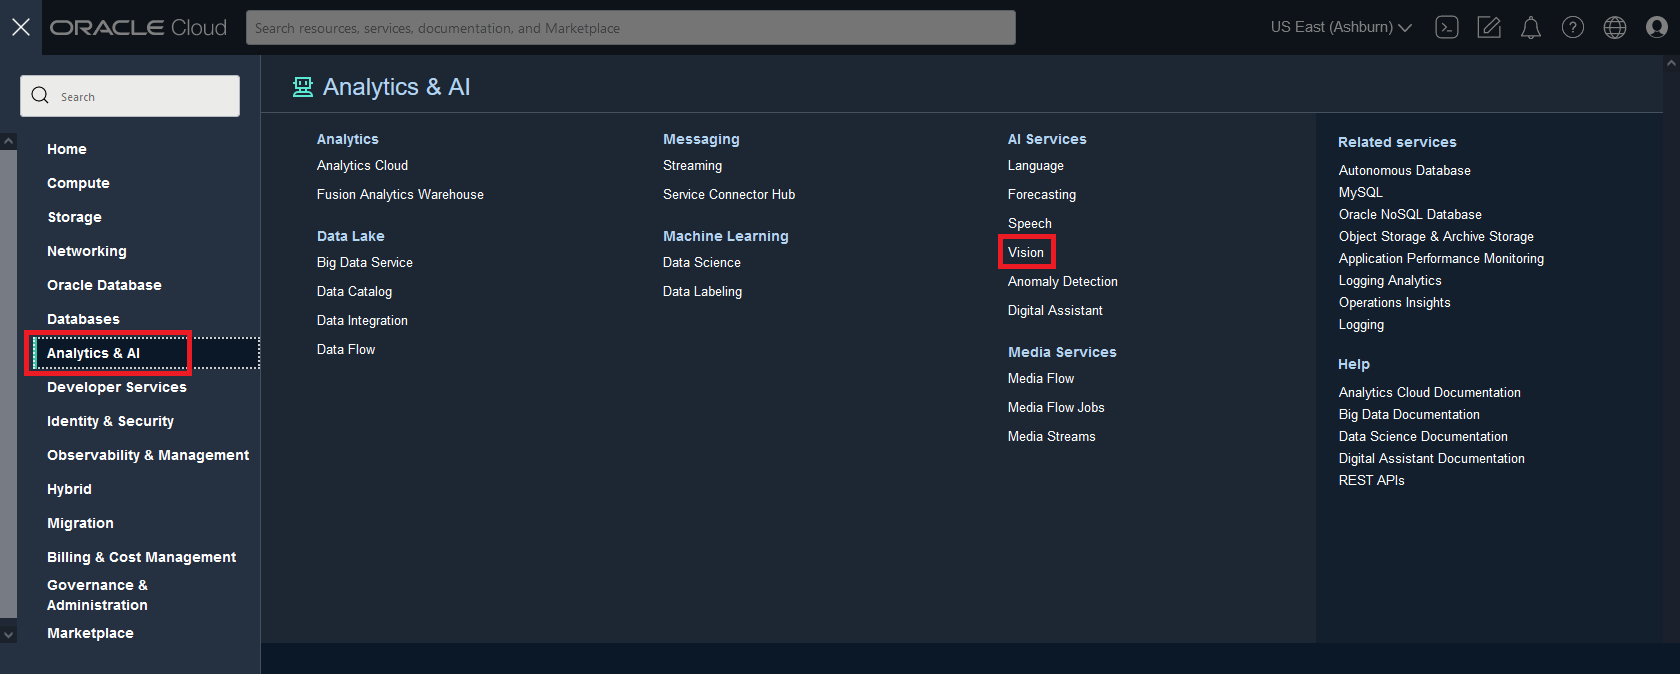 ORACLE Cloud
Search resources, services, documentation, and Marketplace
US East (Ashburn)
Search
Home
Compute
Storage
Networking
Oracle Database
Databases
Analytics & AI
Developer Services
Identity & Security
Observability & Management
Hybrid
Migration
Billing & Cost Management
Governance &
Administration
Marketplace
Analytics & AI
Analytics
Analytics Cloud
Fusion Analytics Warehouse
Data Lake
Big Data Service
Data Catalog
Data Integration
Data Flow
Messaging
Streaming
Service Connector Hub
Machine Learning
Data Science
Data Labeling
AI Services
Language
Forecasting
Speech
Vision
Anomaly Detection
Digital Assistant
Media Services
Media Flow
Media Flow Jobs
Media Streams
Related services
Autonomous Database
MySQL
Oracle NoSQL Database
Object Storage & Archive Storage
Application Performance Monitoring
Logging Analytics
Operations Insights
Logging
Help
Analytics Cloud Documentation
Big Data Documentation
Data Science Documentation
Digital Assistant Documentation
REST APIs